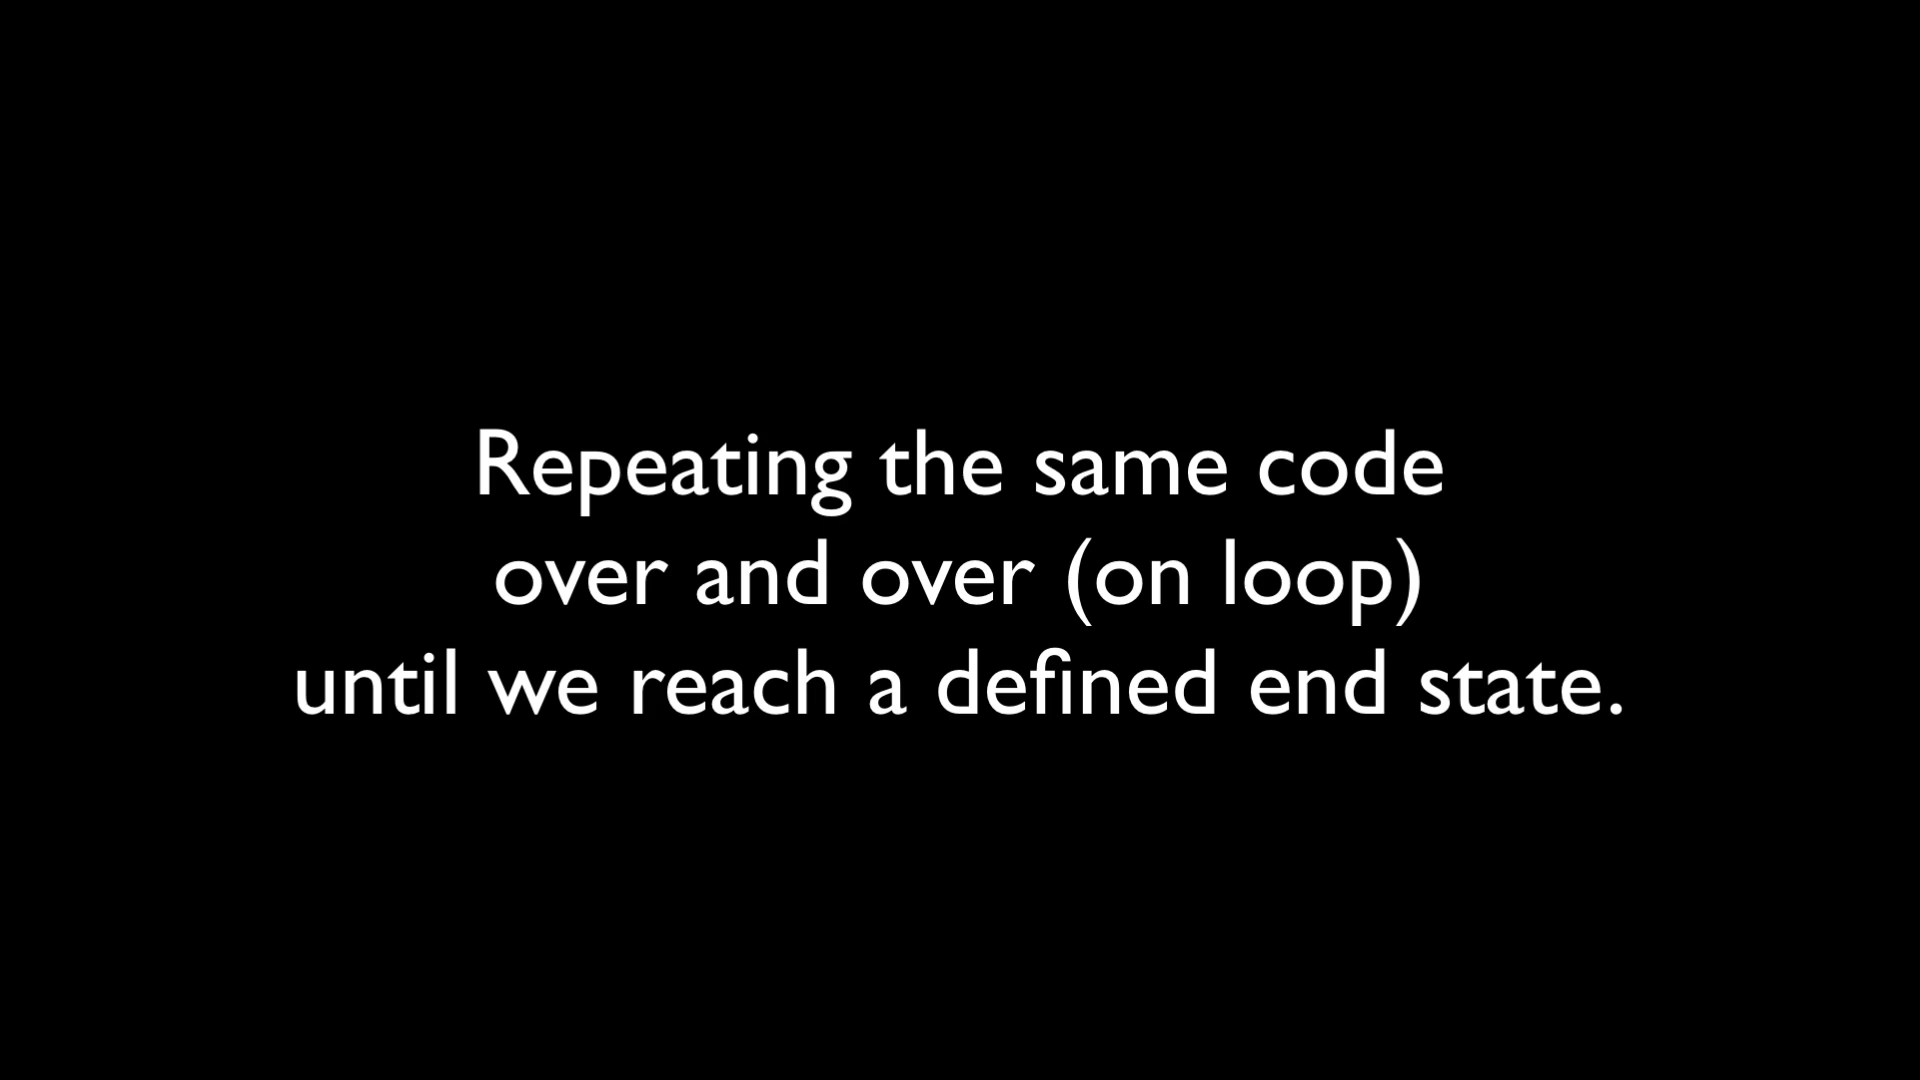 Repeating the same code
over and over (on loop)
until we reach a defined end state.